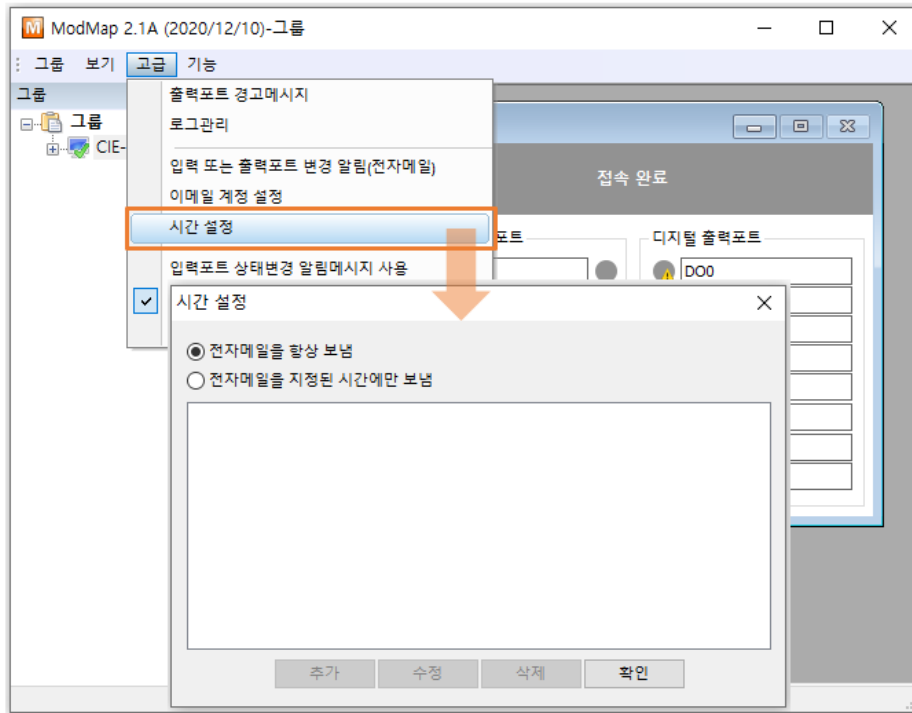 ModMap 2.1A (2020/12/10)-그룹
그룹 보기 고급 기능
그룹
그룹
CIE-
출력포트 경고메시지
로그관리
입력 또는 출력포트 변경 알림(전자메일)
이메일 계정 설정
시간 설정
입력포트 상태변경 알림메시지 사용
접속 완료
포트
디지털 출력포트
DO0
시간 설정
전자메일을 항상 보냄
전자메일을 지정된 시간에만 보냄
추가 수정 삭제 확인